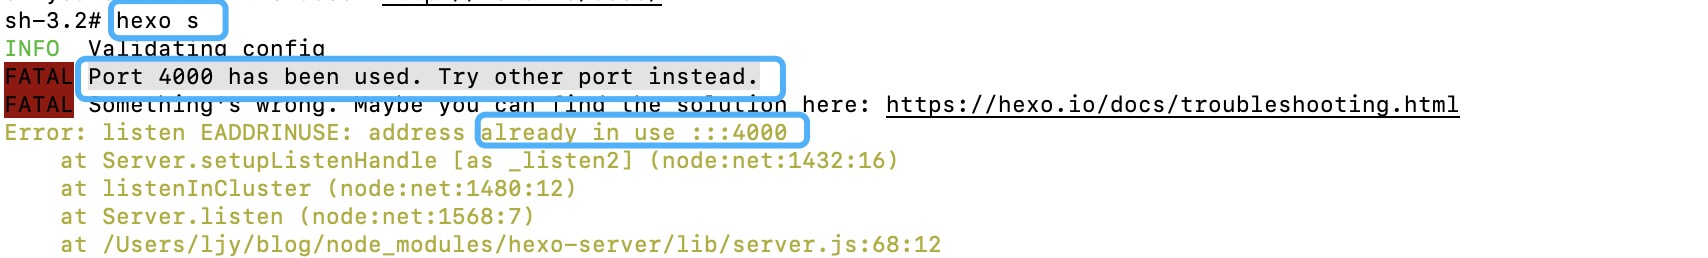 sh-3.2# hexo s
INFO  Validating config
FATAL Port 4000 has been used. Try other port instead.
FATAL Something's wrong. Maybe you can find the solution here: https://hexo.io/docs/troubleshooting.html
Error: listen EADDRINUSE: address already in use :::4000
    at Server.setupListenHandle [as _listen2] (node:net:1432:16)
    at listenInCluster (node:net:1480:12)
    at Server.listen (node:net:1568:7)
    at /Users/ljy/blog/node_modules/hexo-server/lib/server.js:68:12